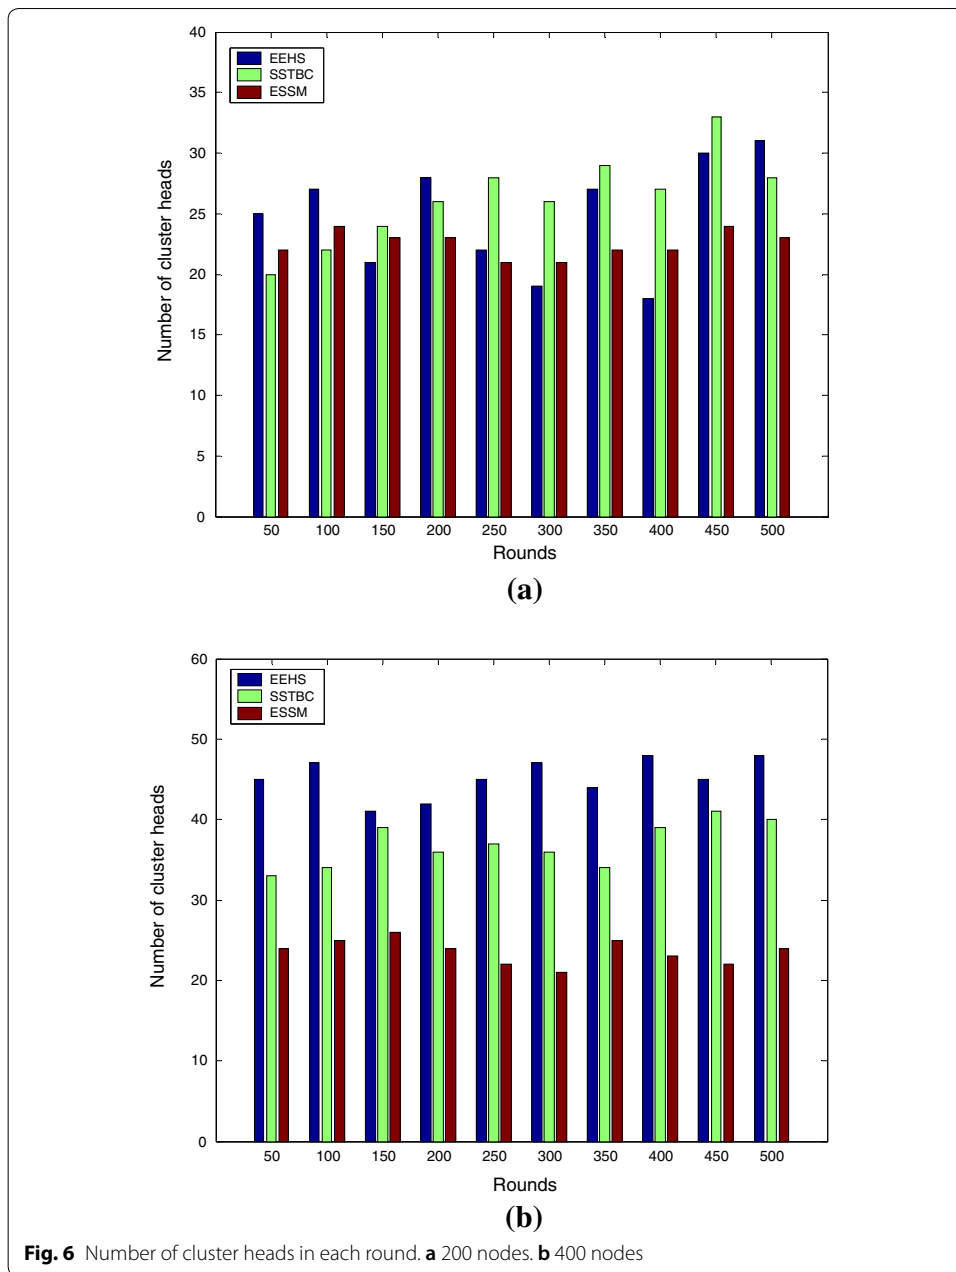 40
35
30
25
20
15
10
5
0
Number of cluster heads
EEHS
SSTBC
ESSM
50 100 150 200 250 300 350 400 450 500
Rounds
(a)
60
50
40
30
20
10
0
Number of cluster heads
EEHS
SSTBC
ESSM
50 100 150 200 250 300 350 400 450 500
Rounds
(b)
Fig. 6 Number of cluster heads in each round. a 200 nodes. b 400 nodes